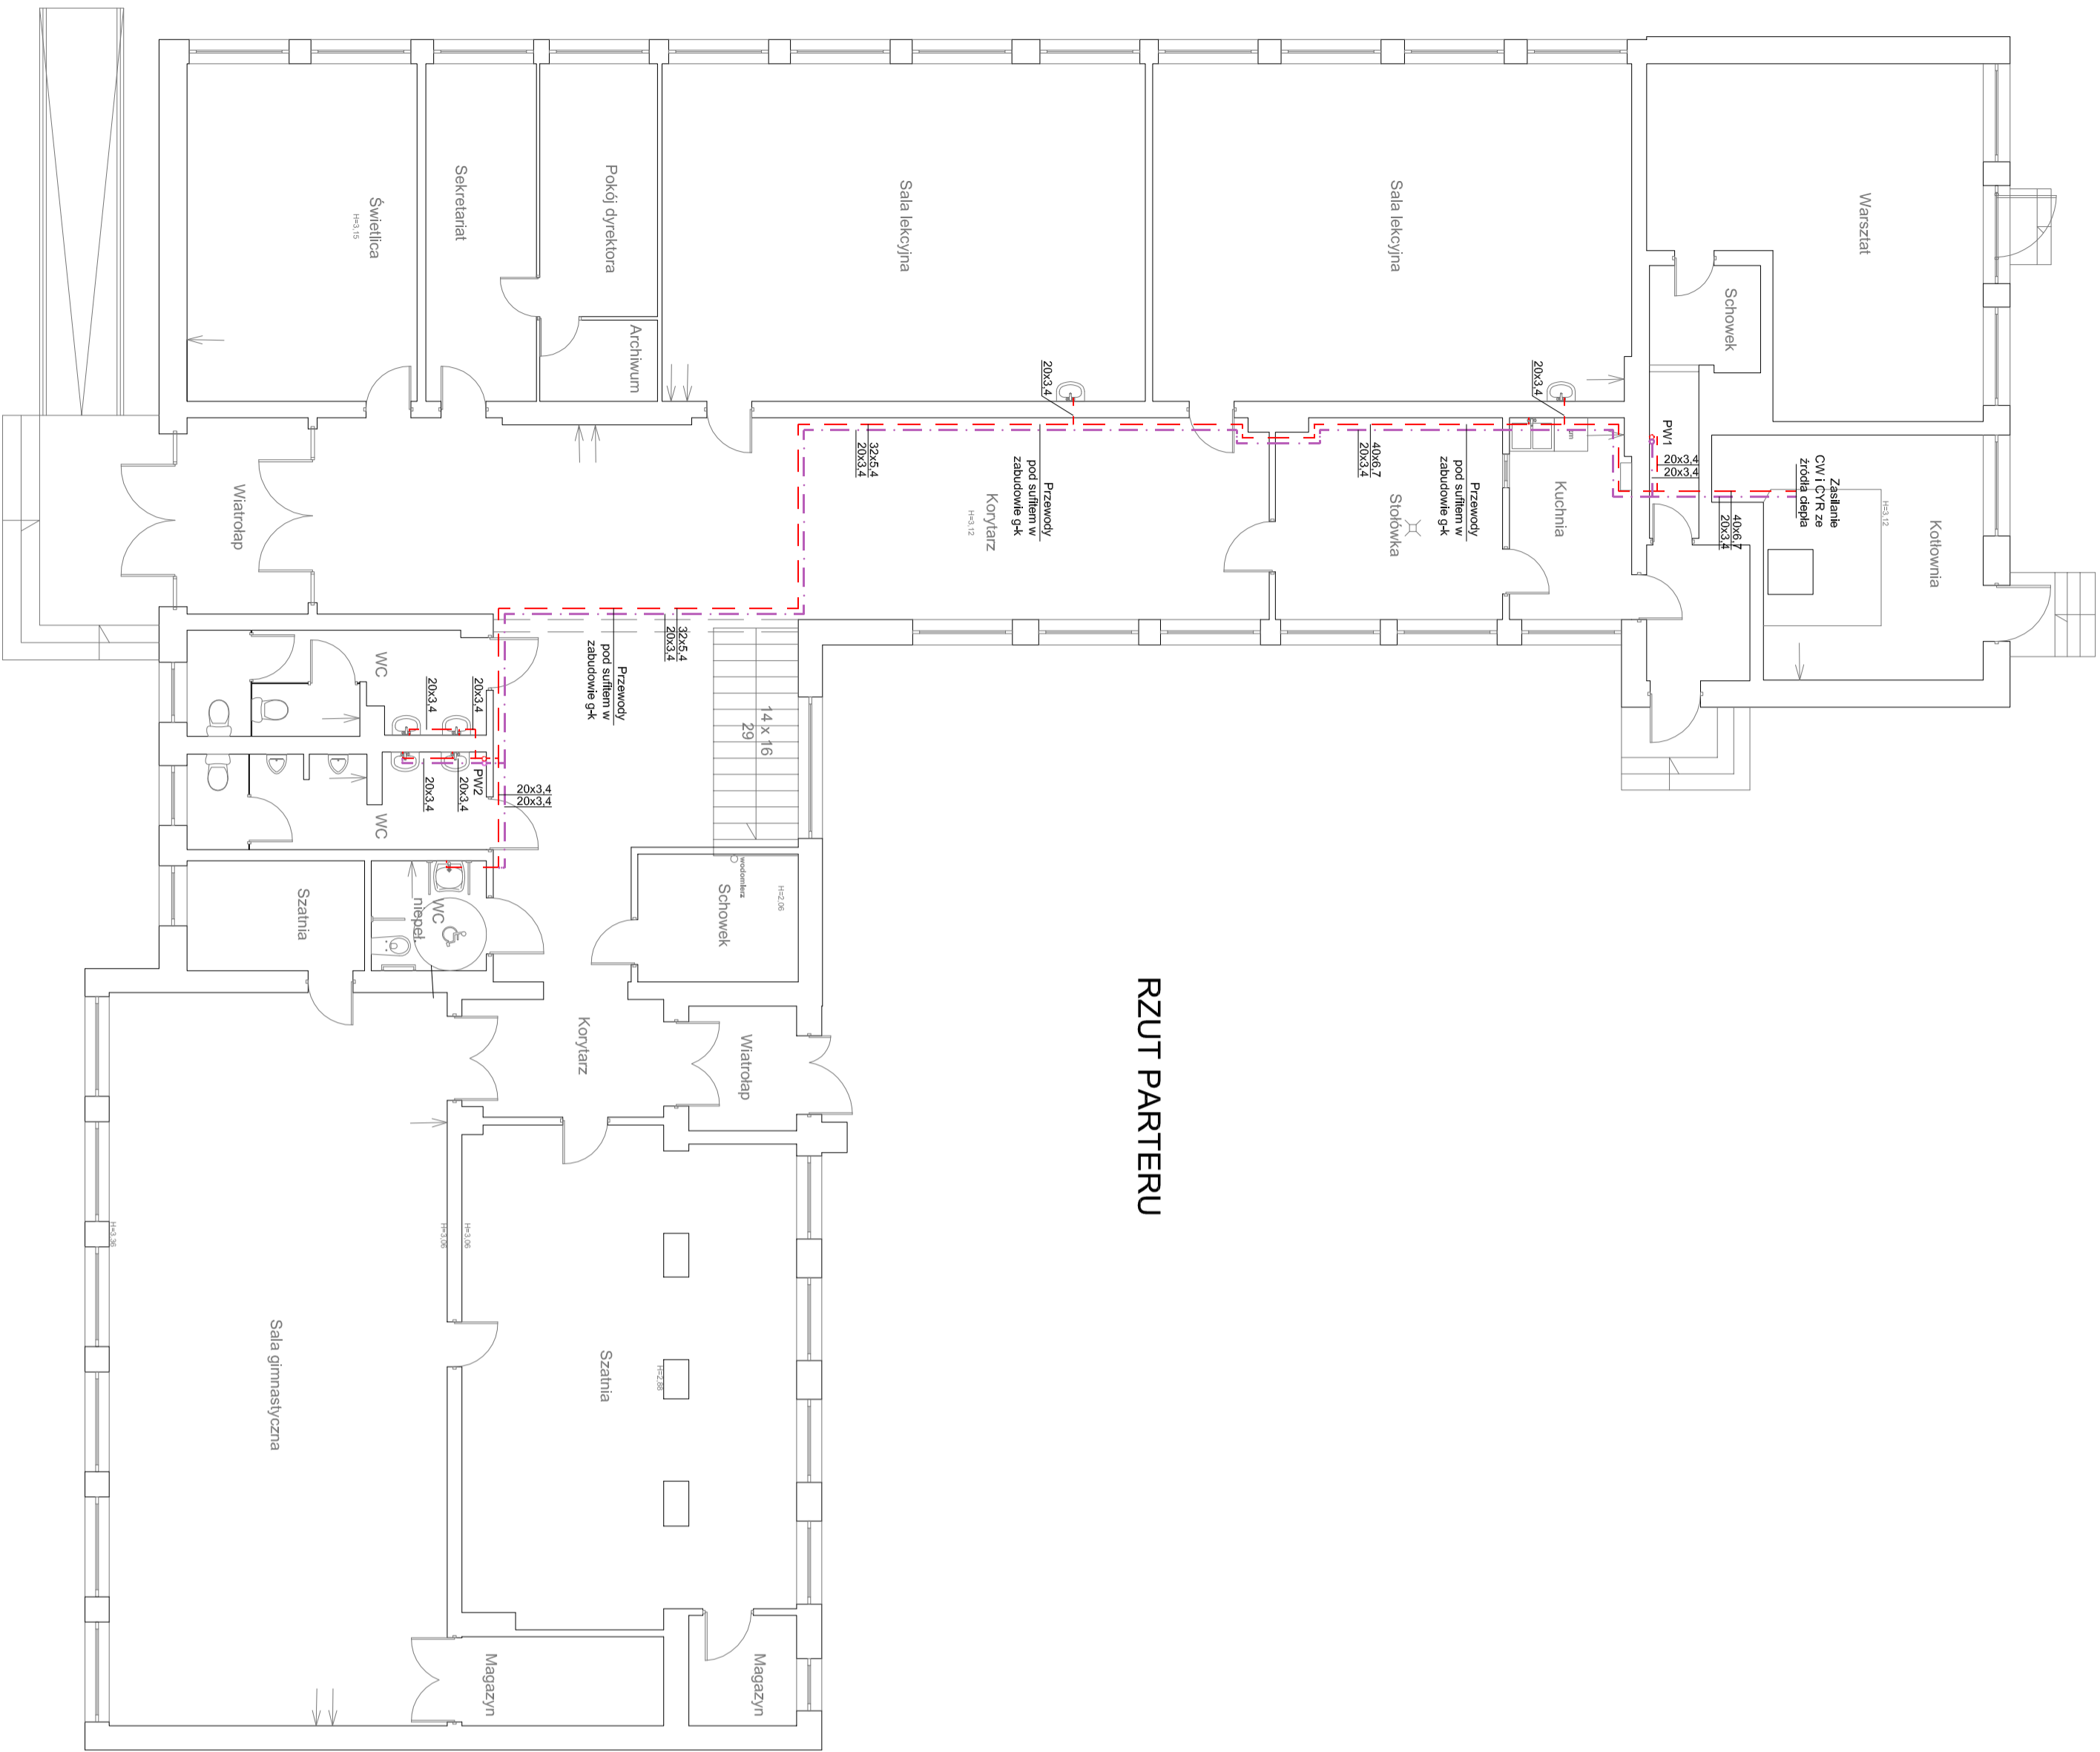 Warsztat
Schowek
PW1
20x3,4
20x3,4
Zasilanie
CW i CYR ze
źródła ciepła
H=3,12
Kotłownia
40x6,7
20x3,4
Sala lekcyjna
20x3,4
Kuchnia
Przewody
pod sufitem w
zabudowie g-k
Stołówka
40x6,7
20x3,4
Sala lekcyjna
20x3,4
Przewody
pod sufitem w
zabudowie g-k
Korytarz
H=3,12
32x5,4
20x3,4
Pokój dyrektora
Archiwum
Sekretariat
Świetlica
H=3,15
Wiatrołap
32x5,4
20x3,4
Przewody
pod sufitem w
zabudowie g-k
14 x 16
29
WC
20x3,4
20x3,4
PW2
20x3,4
20x3,4
20x3,4
20x3,4
WC
wodomierz
H=2,06
Schowek
WC
niepeł.
Szatnia
Korytarz
Wiatrołap
RZUT PARTERU
H=3,06
H=3,06
H=3,36
Sala gimnastyczna
Szatnia
H=2,88
Magazyn
Magazyn